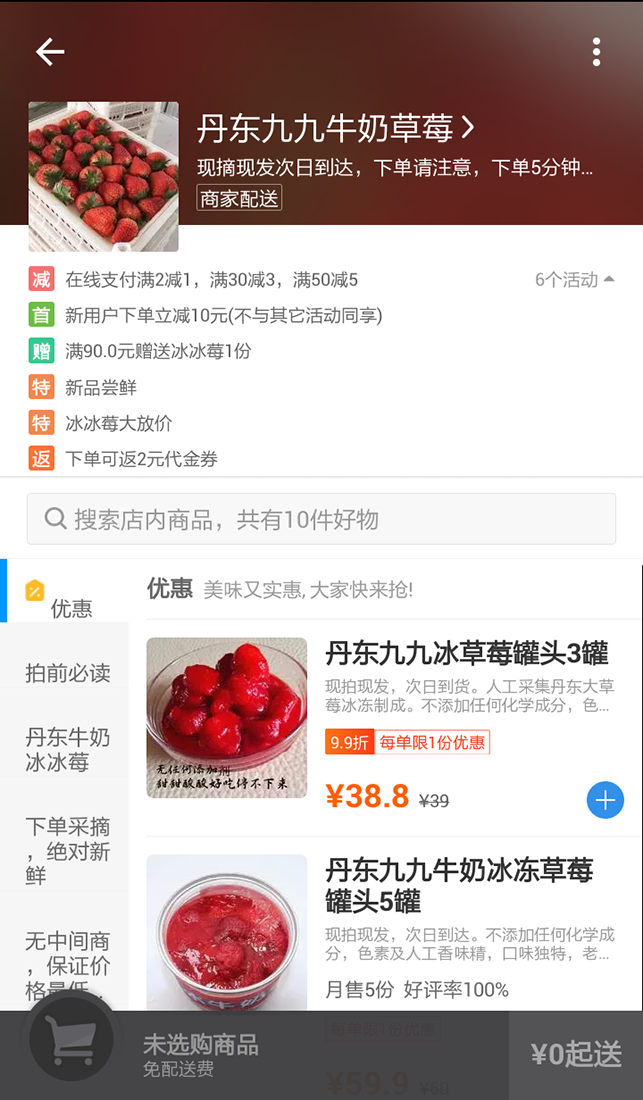 丹东九九牛奶草莓
现摘现发次日到达，下单请注意，下单5分钟...
商家配送
减 在线支付满2减1，满30减3，满50减5 6个活动
首 新用户下单立减10元(不与其它活动同享)
赠 满90.0元赠送冰冰莓1份
特 新品尝鲜
特 冰冰莓大放价
返 下单可返2元代金券
搜索店内商品，共有10件好物
优惠
拍前必读
丹东牛奶
冰冰莓
下单采摘
，绝对新
鲜
无中间商
，保证价
格最低，
优惠 美味又实惠, 大家快来抢!
丹东九九冰草莓罐头3罐
现拍现发，次日到货。人工采集丹东大草
莓冰冻制成。不添加任何化学成分，色...
9.9折 每单限1份优惠
¥38.8 ¥39
无任何添加剂
甜甜酸酸好吃停不下来
丹东九九牛奶冰冻草莓
罐头5罐
现拍现发，次日到达。不添加任何化学成
分，色素及人工香味精，口味独特，老...
月售5份 好评率100%
每单限1份优惠
¥59.9 ¥60
未选购商品
免配送费
¥0起送